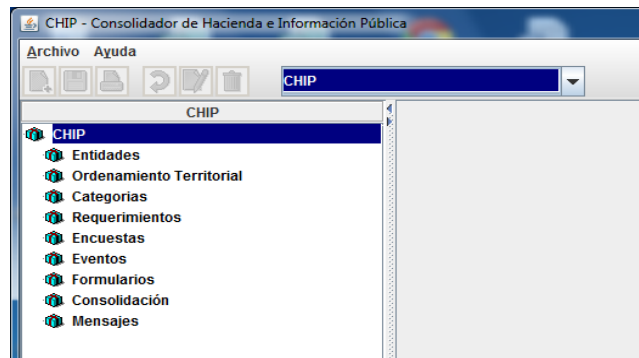 CHIP - Consolidador de Hacienda e Información Pública
Archivo Ayuda
CHIP
CHIP
CHIP
Entidades
Ordenamiento Territorial
Categorias
Requerimientos
Encuestas
Eventos
Formularios
Consolidación
Mensajes